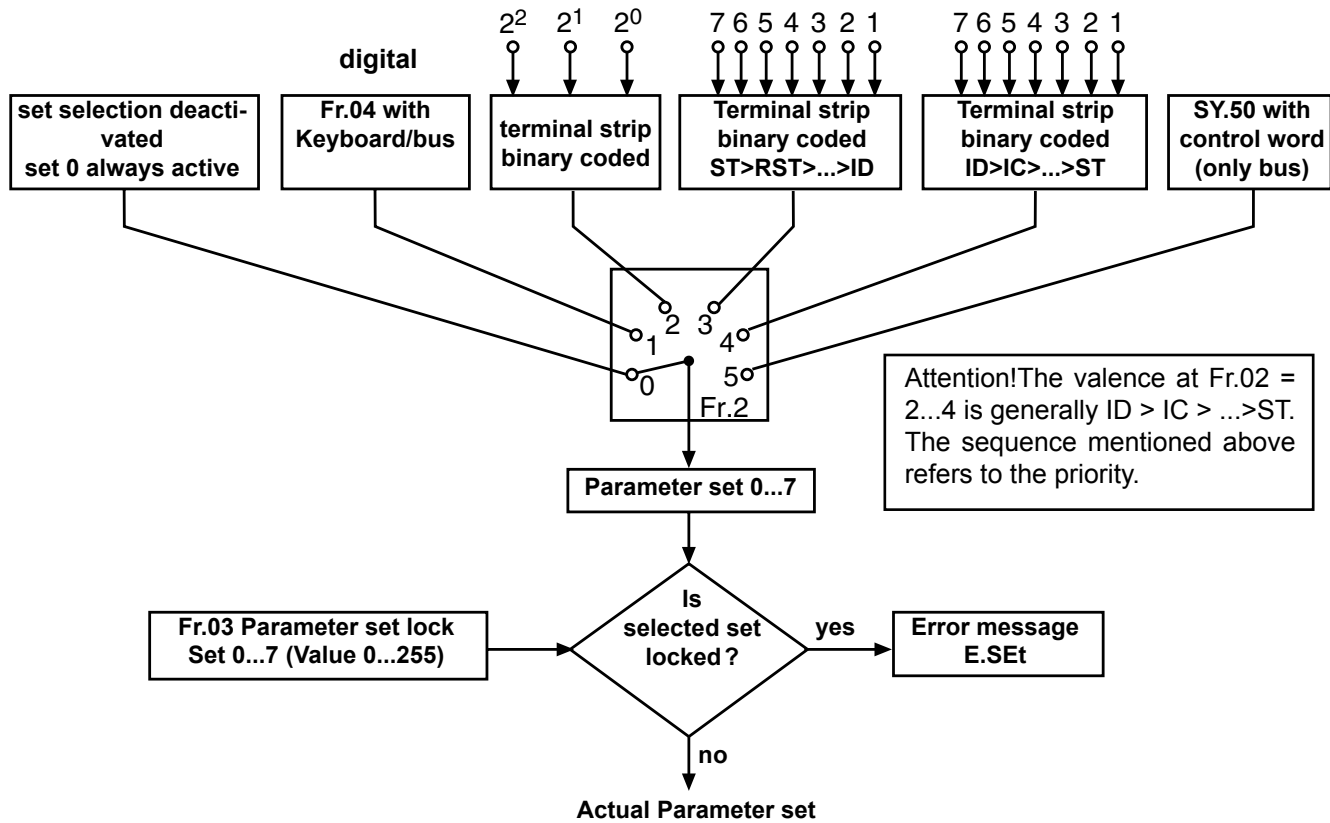 digital
2² 2¹ 2⁰
7 6 5 4 3 2 1
7 6 5 4 3 2 1
set selection deacti-
vated
set 0 always active
Fr.04 with
Keyboard/bus
terminal strip
binary coded
Terminal strip
binary coded
ST>RST>...>ID
Terminal strip
binary coded
ID>IC>...>ST
SY.50 with
control word
(only bus)
0
1
2
3
4
5
Fr.2
Attention!The valence at Fr.02 =
2...4 is generally ID > IC > ...>ST.
The sequence mentioned above
refers to the priority.
Parameter set 0...7
Fr.03 Parameter set lock
Set 0...7 (Value 0...255)
Is
selected set
locked ?
yes
Error message
E.SEt
no
Actual Parameter set